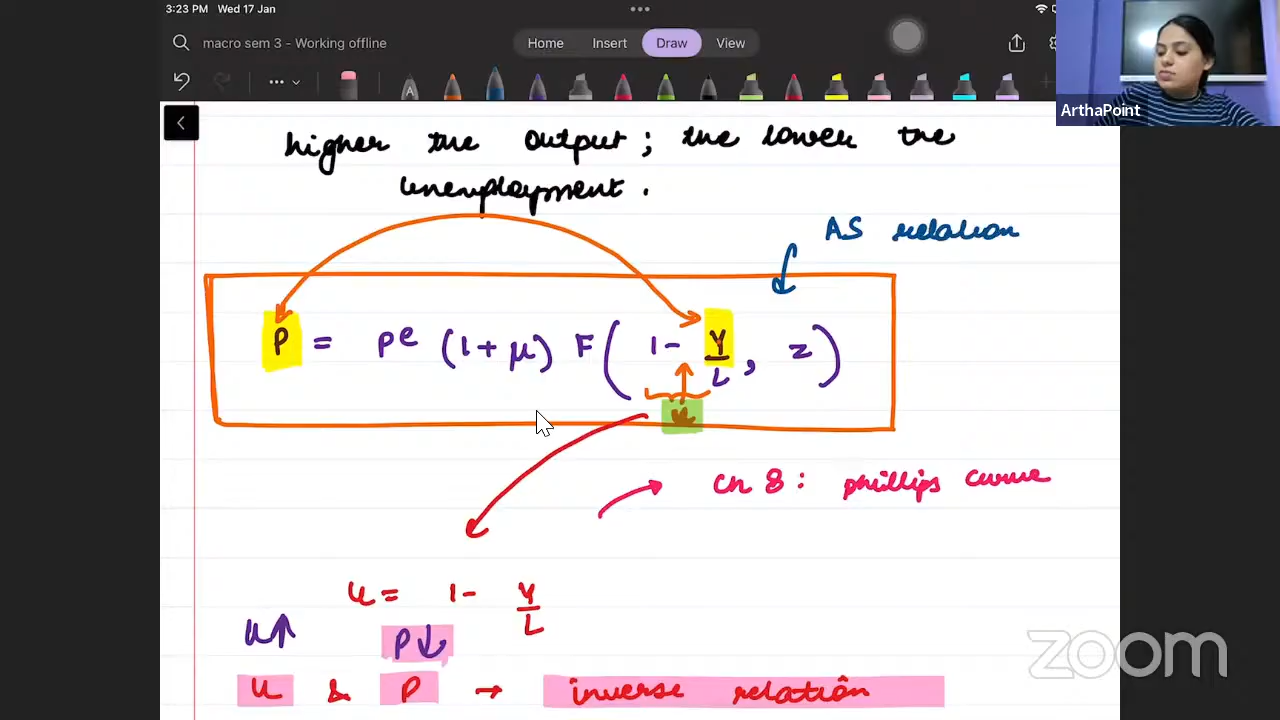 3:23 PM Wed 17 Jan
macro sem 3 - Working offline
Home Insert Draw View
A
ArthaPoint
higher the output ; the lower the
unemployment .
AS relation
P = pe (1 + μ) F ( 1 - Y/L , z )
u
Ch 8 : phillips curve
u = 1 - Y/L
u↑ P↓
u & P → inverse relation
zoom